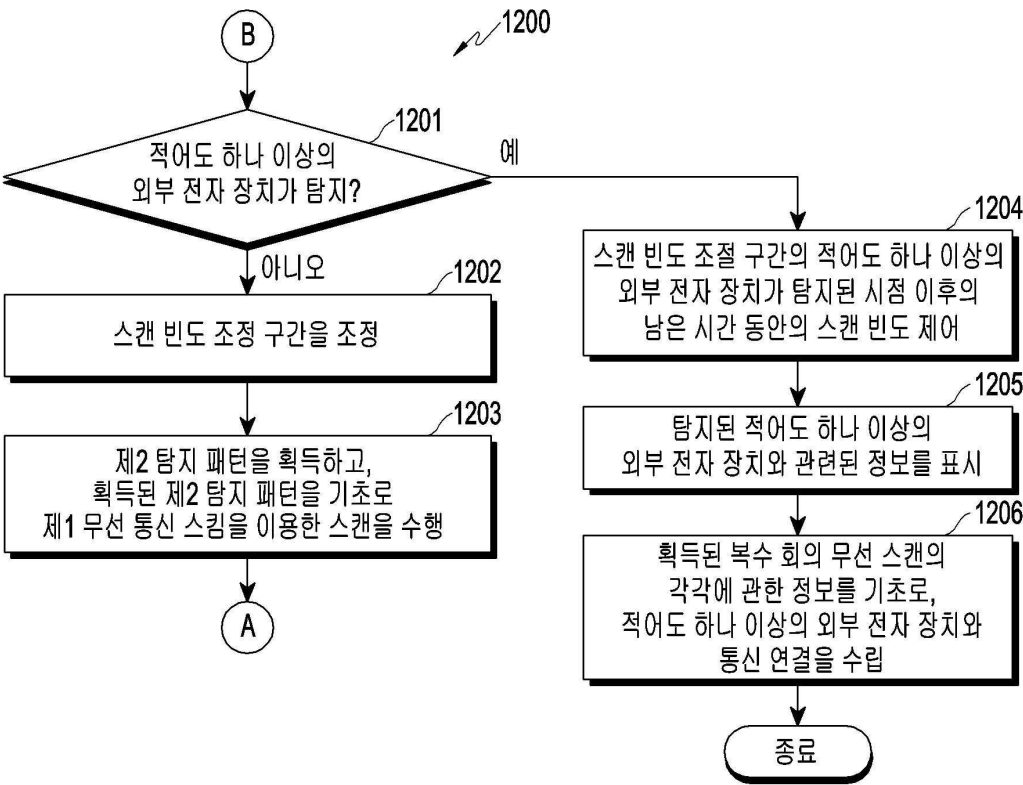 B
1200
1201
적어도 하나 이상의
외부 전자 장치가 탐지?
예
아니오
1202
스캔 빈도 조정 구간을 조정
1203
제2 탐지 패턴을 획득하고,
획득된 제2 탐지 패턴을 기초로
제1 무선 통신 스킴을 이용한 스캔을 수행
A
1204
스캔 빈도 조절 구간의 적어도 하나 이상의
외부 전자 장치가 탐지된 시점 이후의
남은 시간 동안의 스캔 빈도 제어
1205
탐지된 적어도 하나 이상의
외부 전자 장치와 관련된 정보를 표시
1206
획득된 복수 회의 무선 스캔의
각각에 관한 정보를 기초로,
적어도 하나 이상의 외부 전자 장치와
통신 연결을 수립
종료